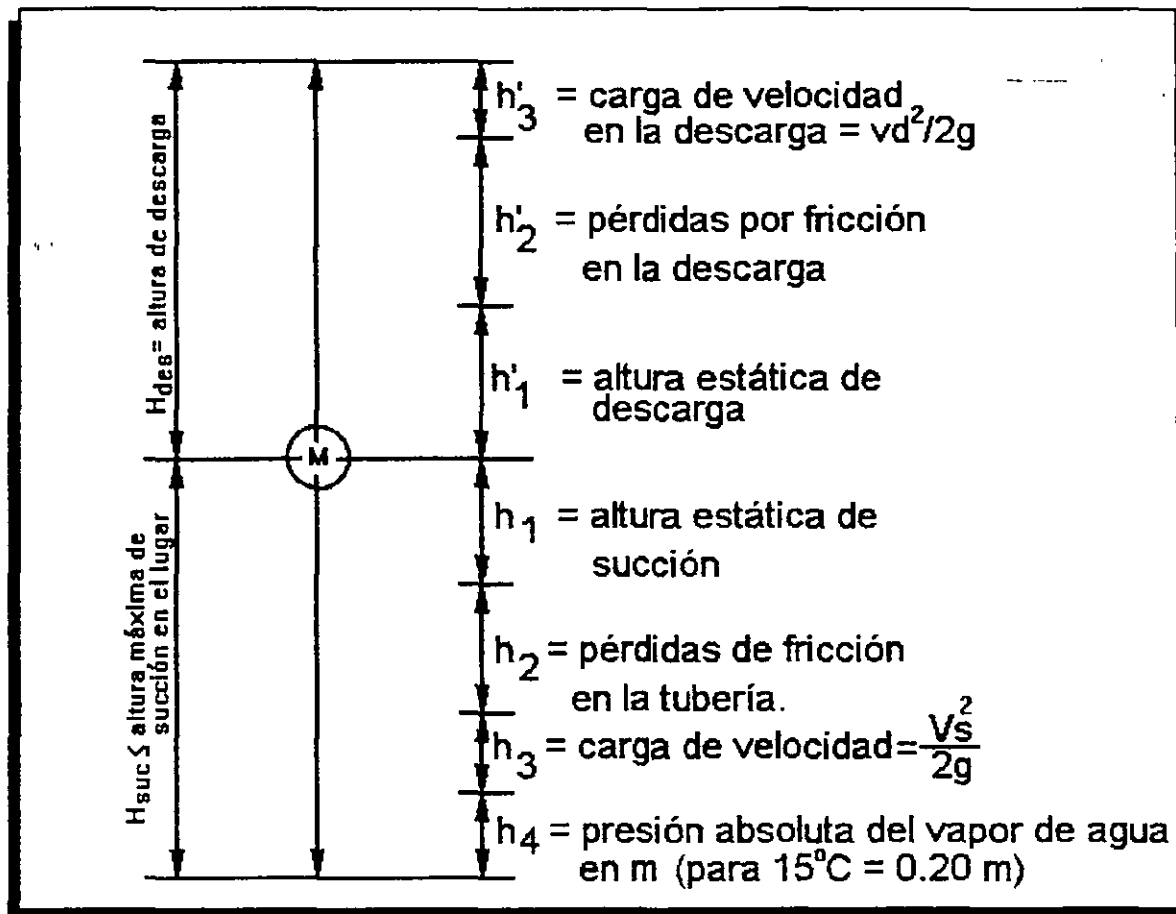 h'3 = carga de velocidad
en la descarga = vd²/2g
h'2 = pérdidas por fricción
en la descarga
h'1 = altura estática de
descarga
Hdes= altura de descarga
M
h1 = altura estática de
succión
h2 = pérdidas de fricción
en la tubería.
h3 = carga de velocidad= Vs²/2g
h4 = presión absoluta del vapor de agua
en m (para 15°C = 0.20 m)
Hsuc ≤ altura máxima de
succión en el lugar